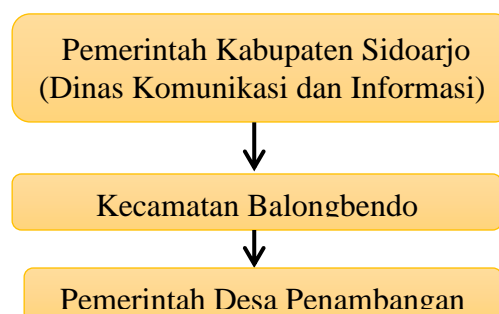 Pemerintah Kabupaten Sidoarjo
(Dinas Komunikasi dan Informasi)
Kecamatan Balongbendo
Pemerintah Desa Penambangan